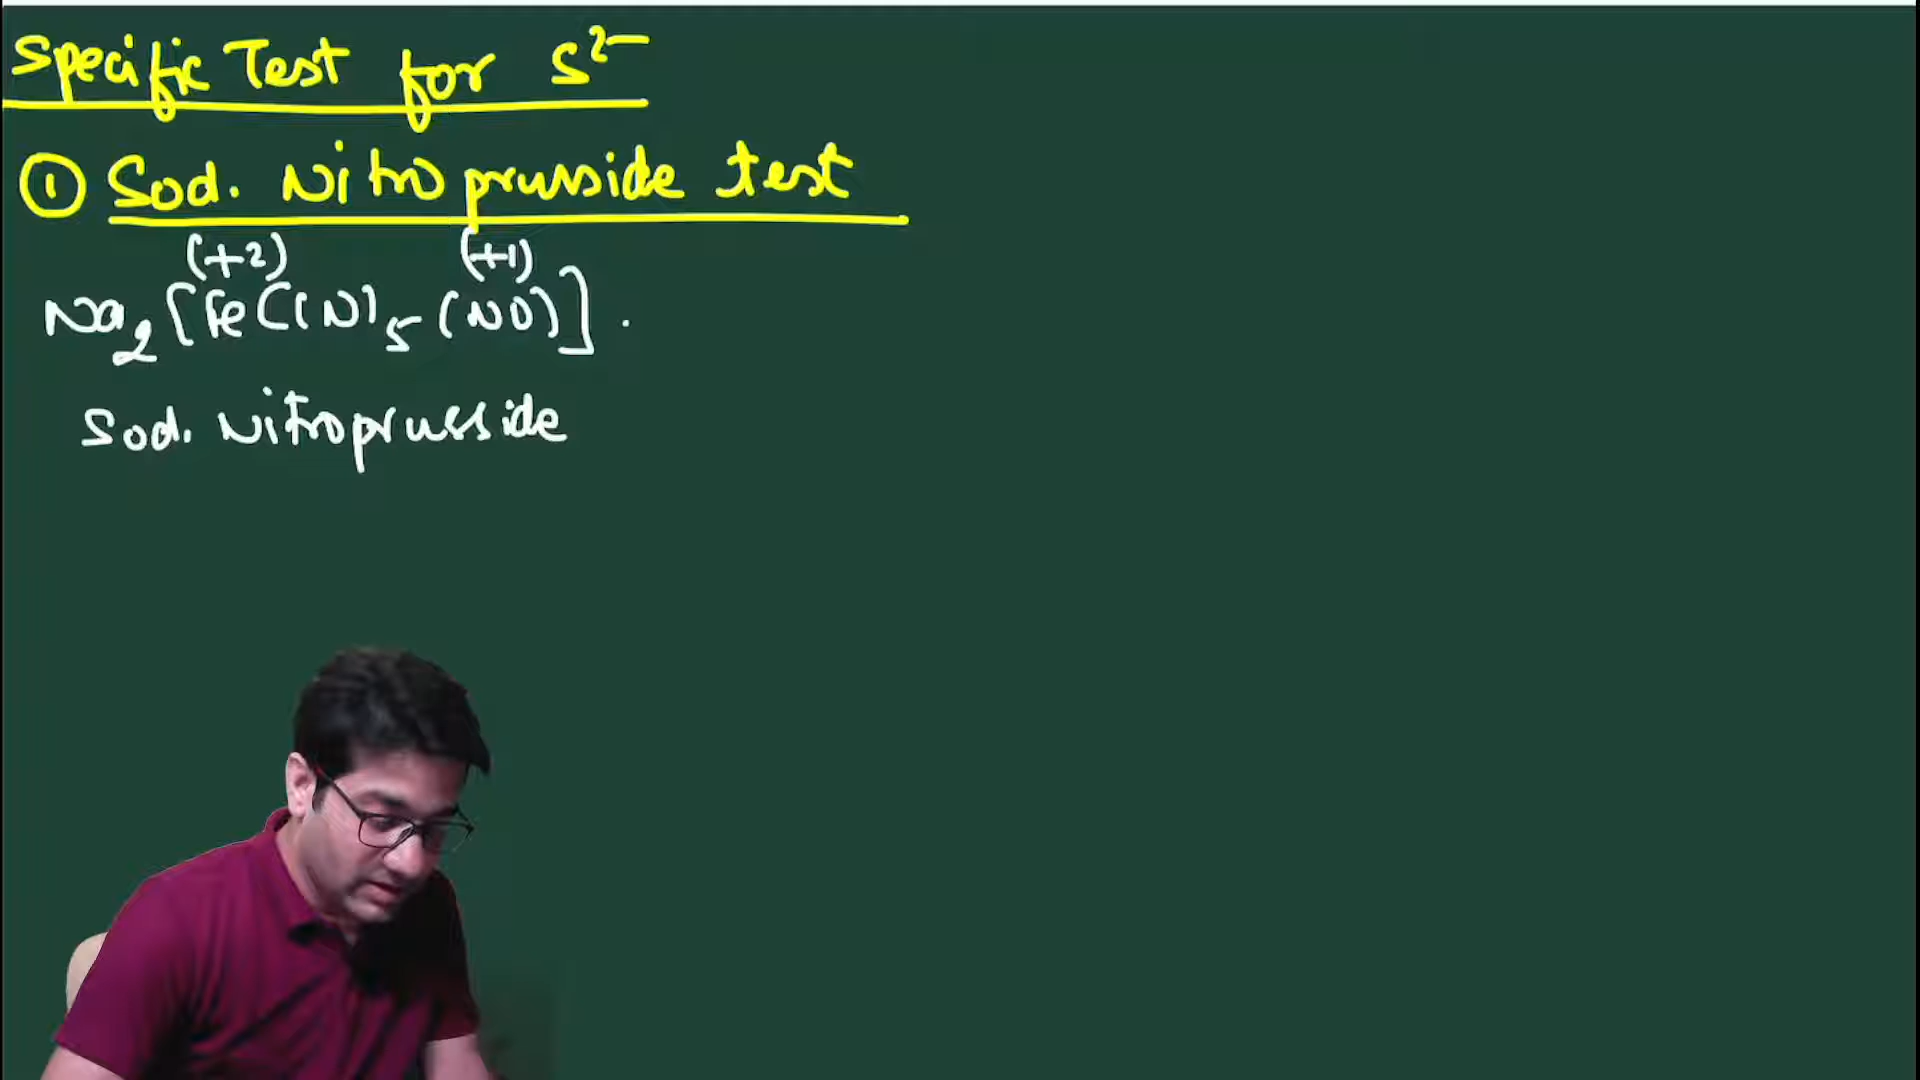 Specific Test for S²⁻
① Sod. Nitroprusside test
(+2) (+1)
Na₂[Fe(CN)₅(NO)].
Sod. Nitroprusside